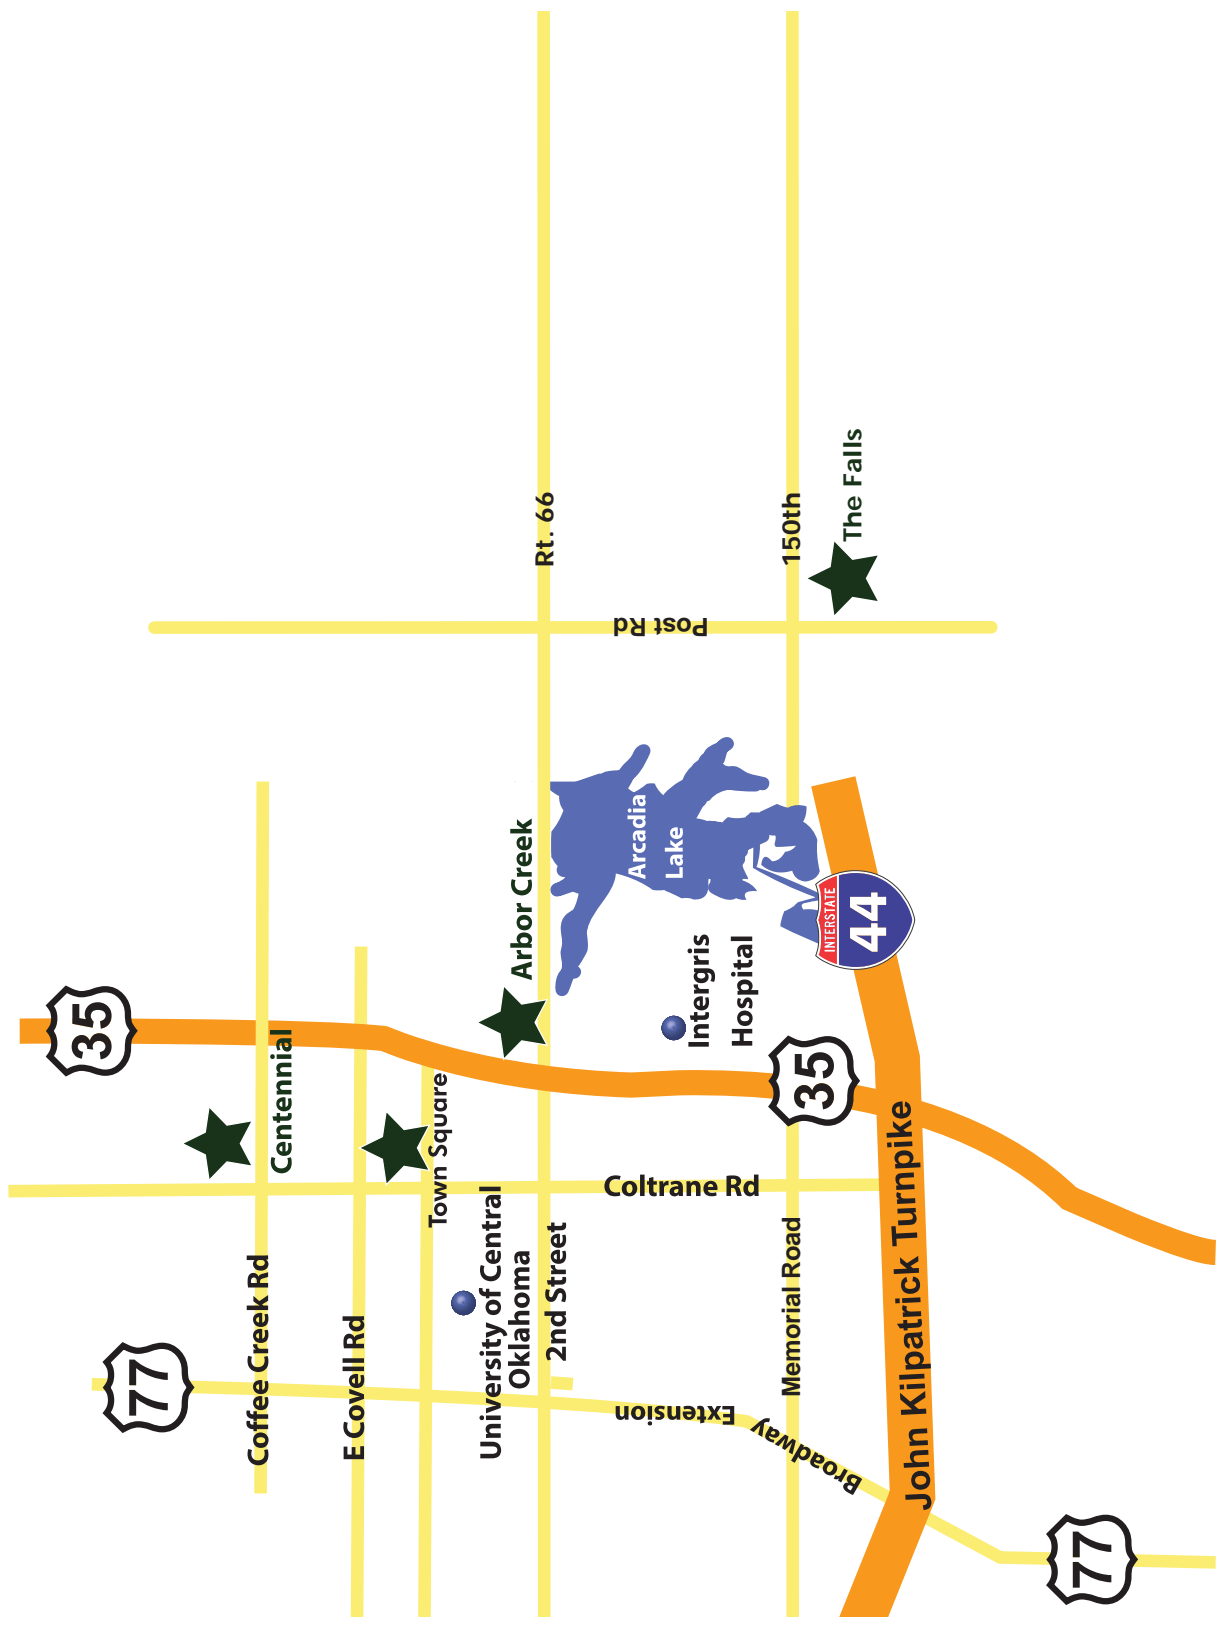 35
77
Coffee Creek Rd
Centennial
E Covell Rd
Town Square
University of Central
Oklahoma
2nd Street
Arbor Creek
Rt. 66
Arcadia
Lake
Intergris
Hospital
Coltrane Rd
Post Rd
Extension
Broadway
Memorial Road
150th
The Falls
35
INTERSTATE
44
John Kilpatrick Turnpike
77